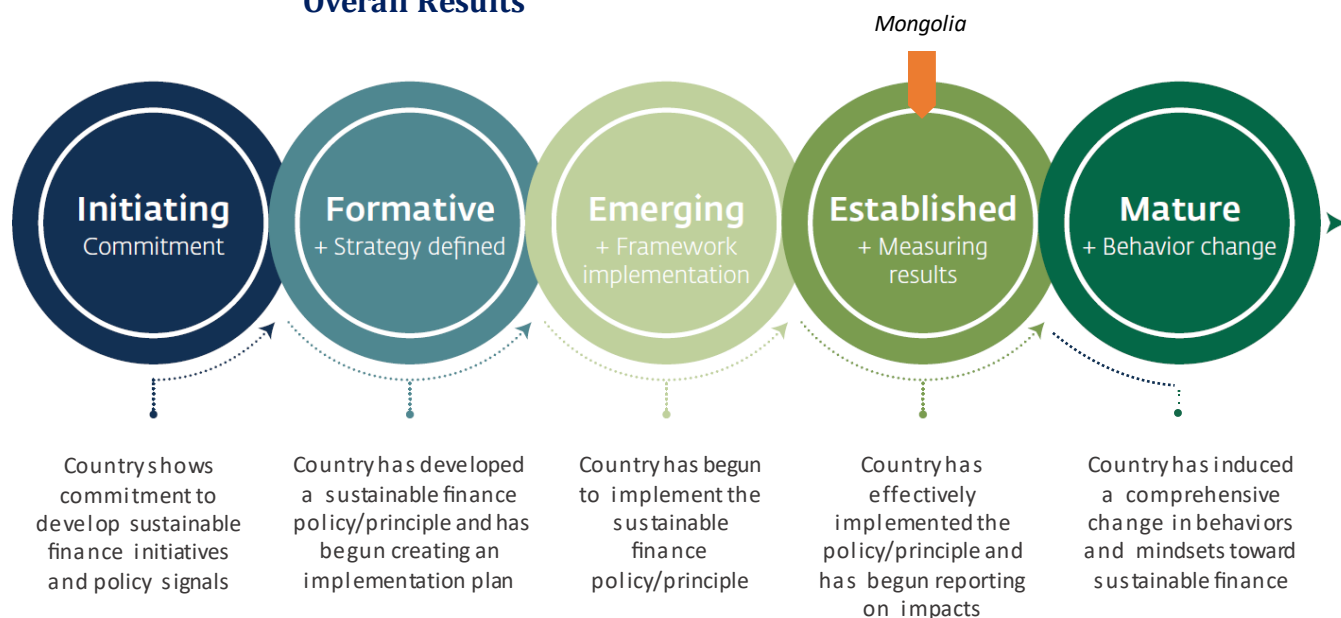 Overall Results
Mongolia
Initiating
Commitment
Formative
+ Strategy defined
Emerging
+ Framework
implementation
Established
+ Measuring
results
Mature
+ Behavior change
Country shows
commitment to
develop sustainable
finance initiatives
and policy signals
Country has developed
a sustainable finance
policy/principle and has
begun creating an
implementation plan
Country has begun
to implement the
sustainable
finance
policy/principle
Country has
effectively
implemented the
policy/principle and
has begun reporting
on impacts
Country has induced
a comprehensive
change in behaviors
and mindsets toward
sustainable finance